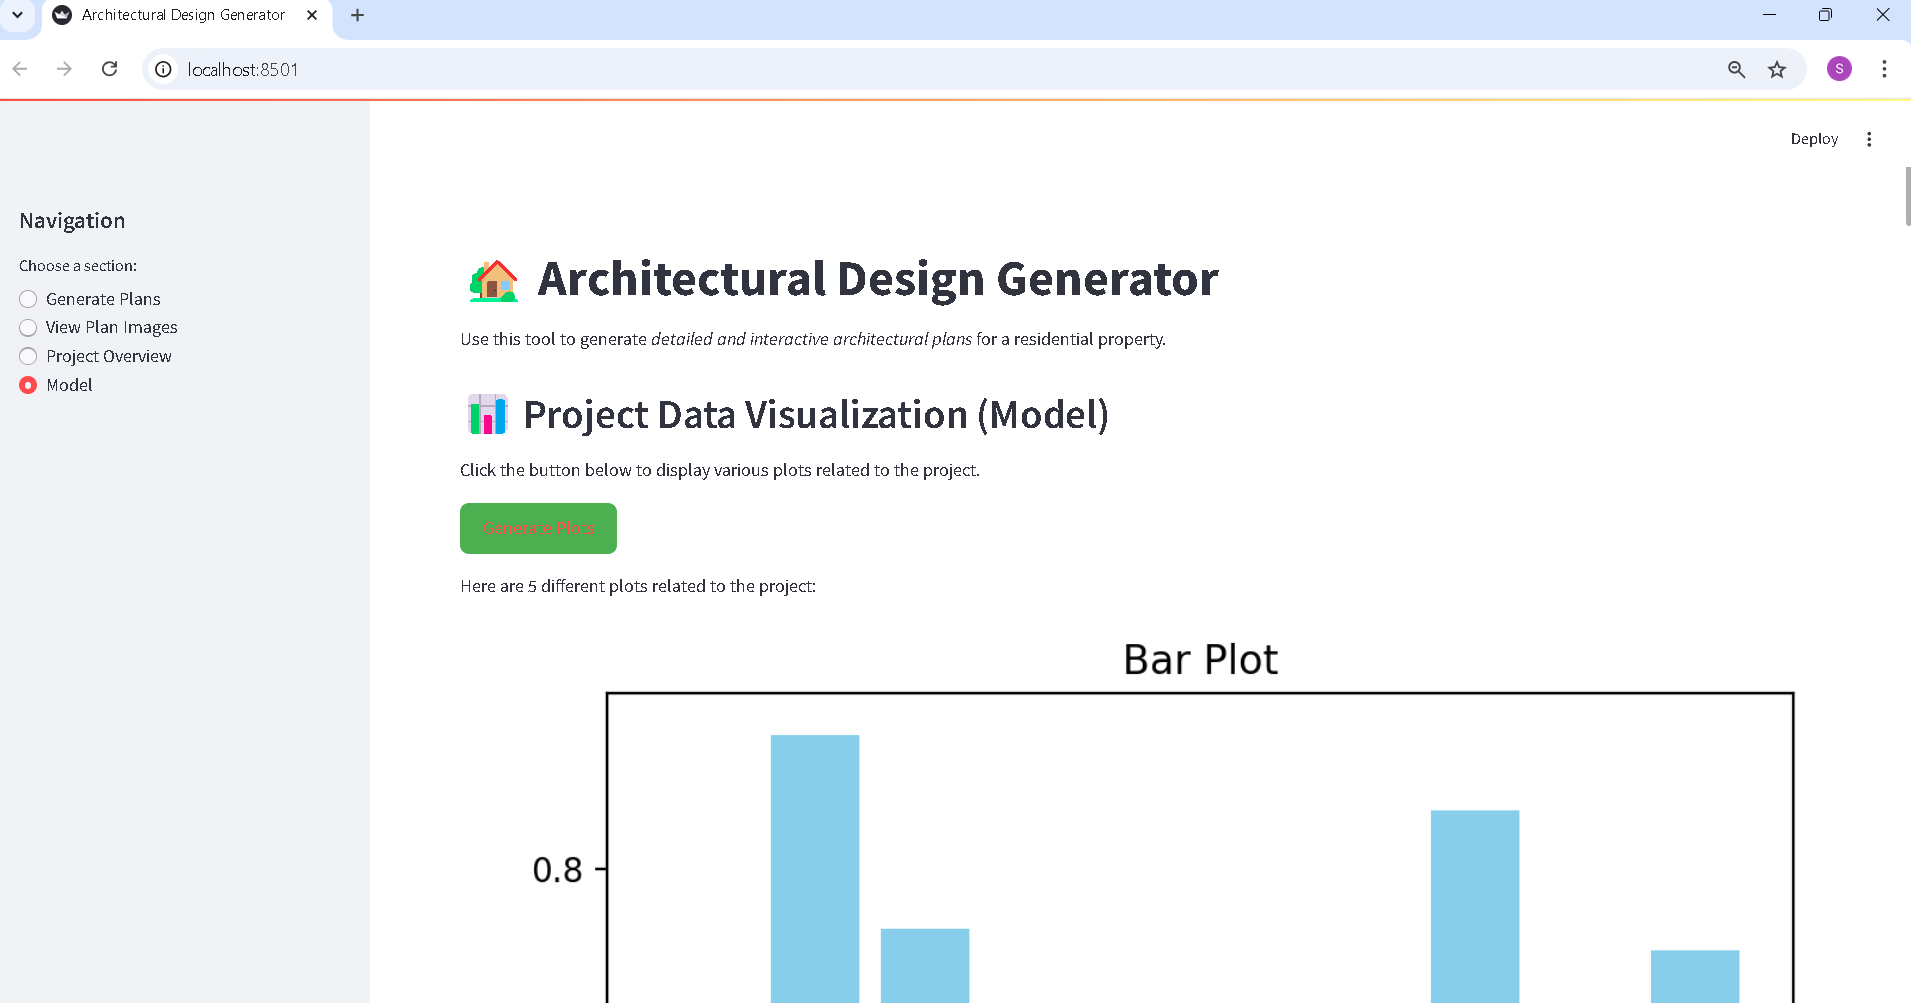 Architectural Design Generator
localhost:8501
S
Deploy
Navigation
Choose a section:
Generate Plans
View Plan Images
Project Overview
Model
Architectural Design Generator
Use this tool to generate detailed and interactive architectural plans for a residential property.
Project Data Visualization (Model)
Click the button below to display various plots related to the project.
Generate Plots
Here are 5 different plots related to the project:
Bar Plot
0.8